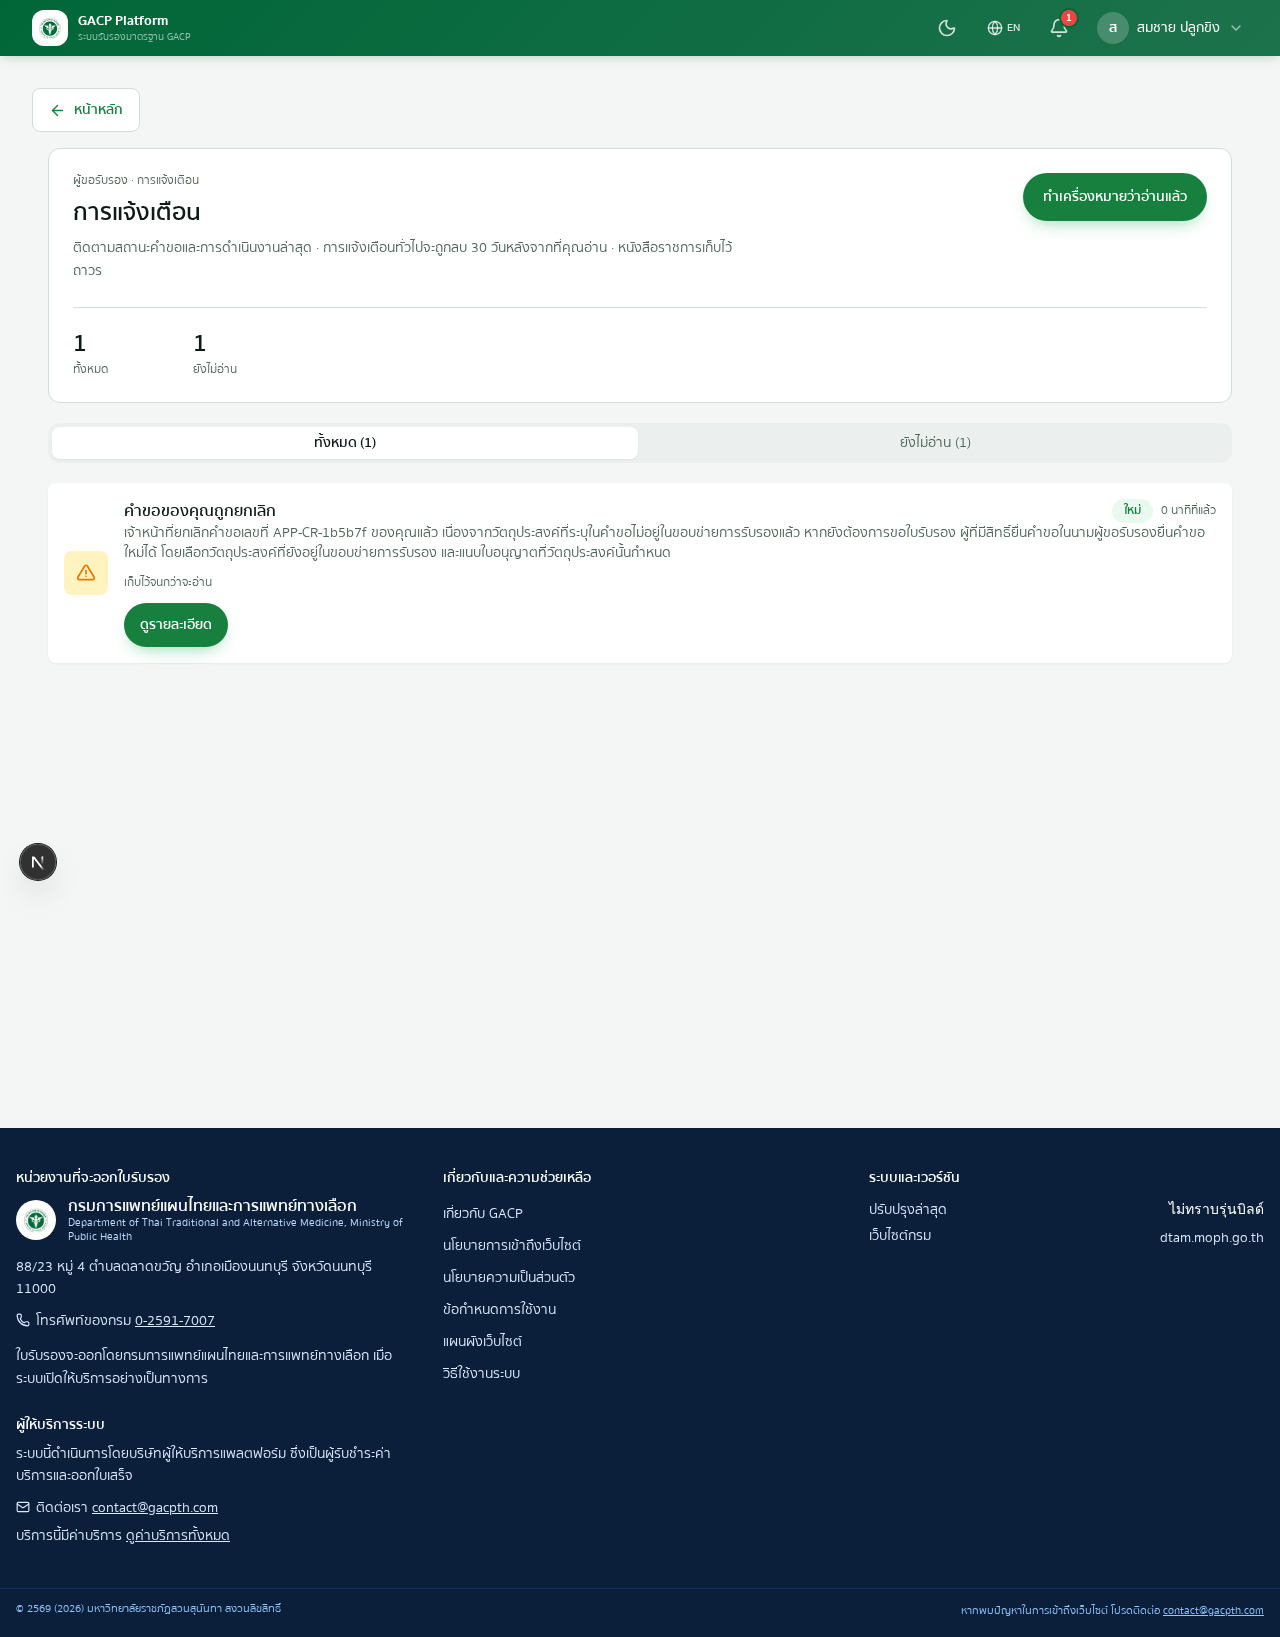 GACP Platform
ระบบรับรองมาตรฐาน GACP
EN
1
ส
สมชาย ปลูกขิง
หน้าหลัก
ผู้ขอรับรอง · การแจ้งเตือน
การแจ้งเตือน
ทำเครื่องหมายว่าอ่านแล้ว
ติดตามสถานะคำขอและการดำเนินงานล่าสุด · การแจ้งเตือนทั่วไปจะถูกลบ 30 วันหลังจากที่คุณอ่าน · หนังสือราชการเก็บไว้
ถาวร
1
1
ทั้งหมด
ยังไม่อ่าน
ทั้งหมด (1)
ยังไม่อ่าน (1)
คำขอของคุณถูกยกเลิก
ใหม่
0 นาทีที่แล้ว
เจ้าหน้าที่ยกเลิกคำขอเลขที่ APP-CR-1b5b7f ของคุณแล้ว เนื่องจากวัตถุประสงค์ที่ระบุในคำขอไม่อยู่ในขอบข่ายการรับรองแล้ว หากยังต้องการขอใบรับรอง ผู้ที่มีสิทธิ์ยื่นคำขอในนามผู้ขอรับรองยื่นคำขอ
ใหม่ได้ โดยเลือกวัตถุประสงค์ที่ยังอยู่ในขอบข่ายการรับรอง และแนบใบอนุญาตที่วัตถุประสงค์นั้นกำหนด
เก็บไว้จนกว่าจะอ่าน
ดูรายละเอียด
N
หน่วยงานที่จะออกใบรับรอง
กรมการแพทย์แผนไทยและการแพทย์ทางเลือก
Department of Thai Traditional and Alternative Medicine, Ministry of
Public Health
88/23 หมู่ 4 ตำบลตลาดขวัญ อำเภอเมืองนนทบุรี จังหวัดนนทบุรี
11000
โทรศัพท์ของกรม 0-2591-7007
ใบรับรองจะออกโดยกรมการแพทย์แผนไทยและการแพทย์ทางเลือก เมื่อ
ระบบเปิดให้บริการอย่างเป็นทางการ
ผู้ให้บริการระบบ
ระบบนี้ดำเนินการโดยบริษัทผู้ให้บริการแพลตฟอร์ม ซึ่งเป็นผู้รับชำระค่า
บริการและออกใบเสร็จ
ติดต่อเรา contact@gacpth.com
บริการนี้มีค่าบริการ ดูค่าบริการทั้งหมด
เกี่ยวกับและความช่วยเหลือ
เกี่ยวกับ GACP
นโยบายการเข้าถึงเว็บไซต์
นโยบายความเป็นส่วนตัว
ข้อกำหนดการใช้งาน
แผนผังเว็บไซต์
วิธีใช้งานระบบ
ระบบและเวอร์ชัน
ปรับปรุงล่าสุด
ไม่ทราบรุ่นบิลด์
เว็บไซต์กรม
dtam.moph.go.th
© 2569 (2026) มหาวิทยาลัยราชภัฏสวนสุนันทา สงวนลิขสิทธิ์
หากพบปัญหาในการเข้าถึงเว็บไซต์ โปรดติดต่อ contact@gacpth.com